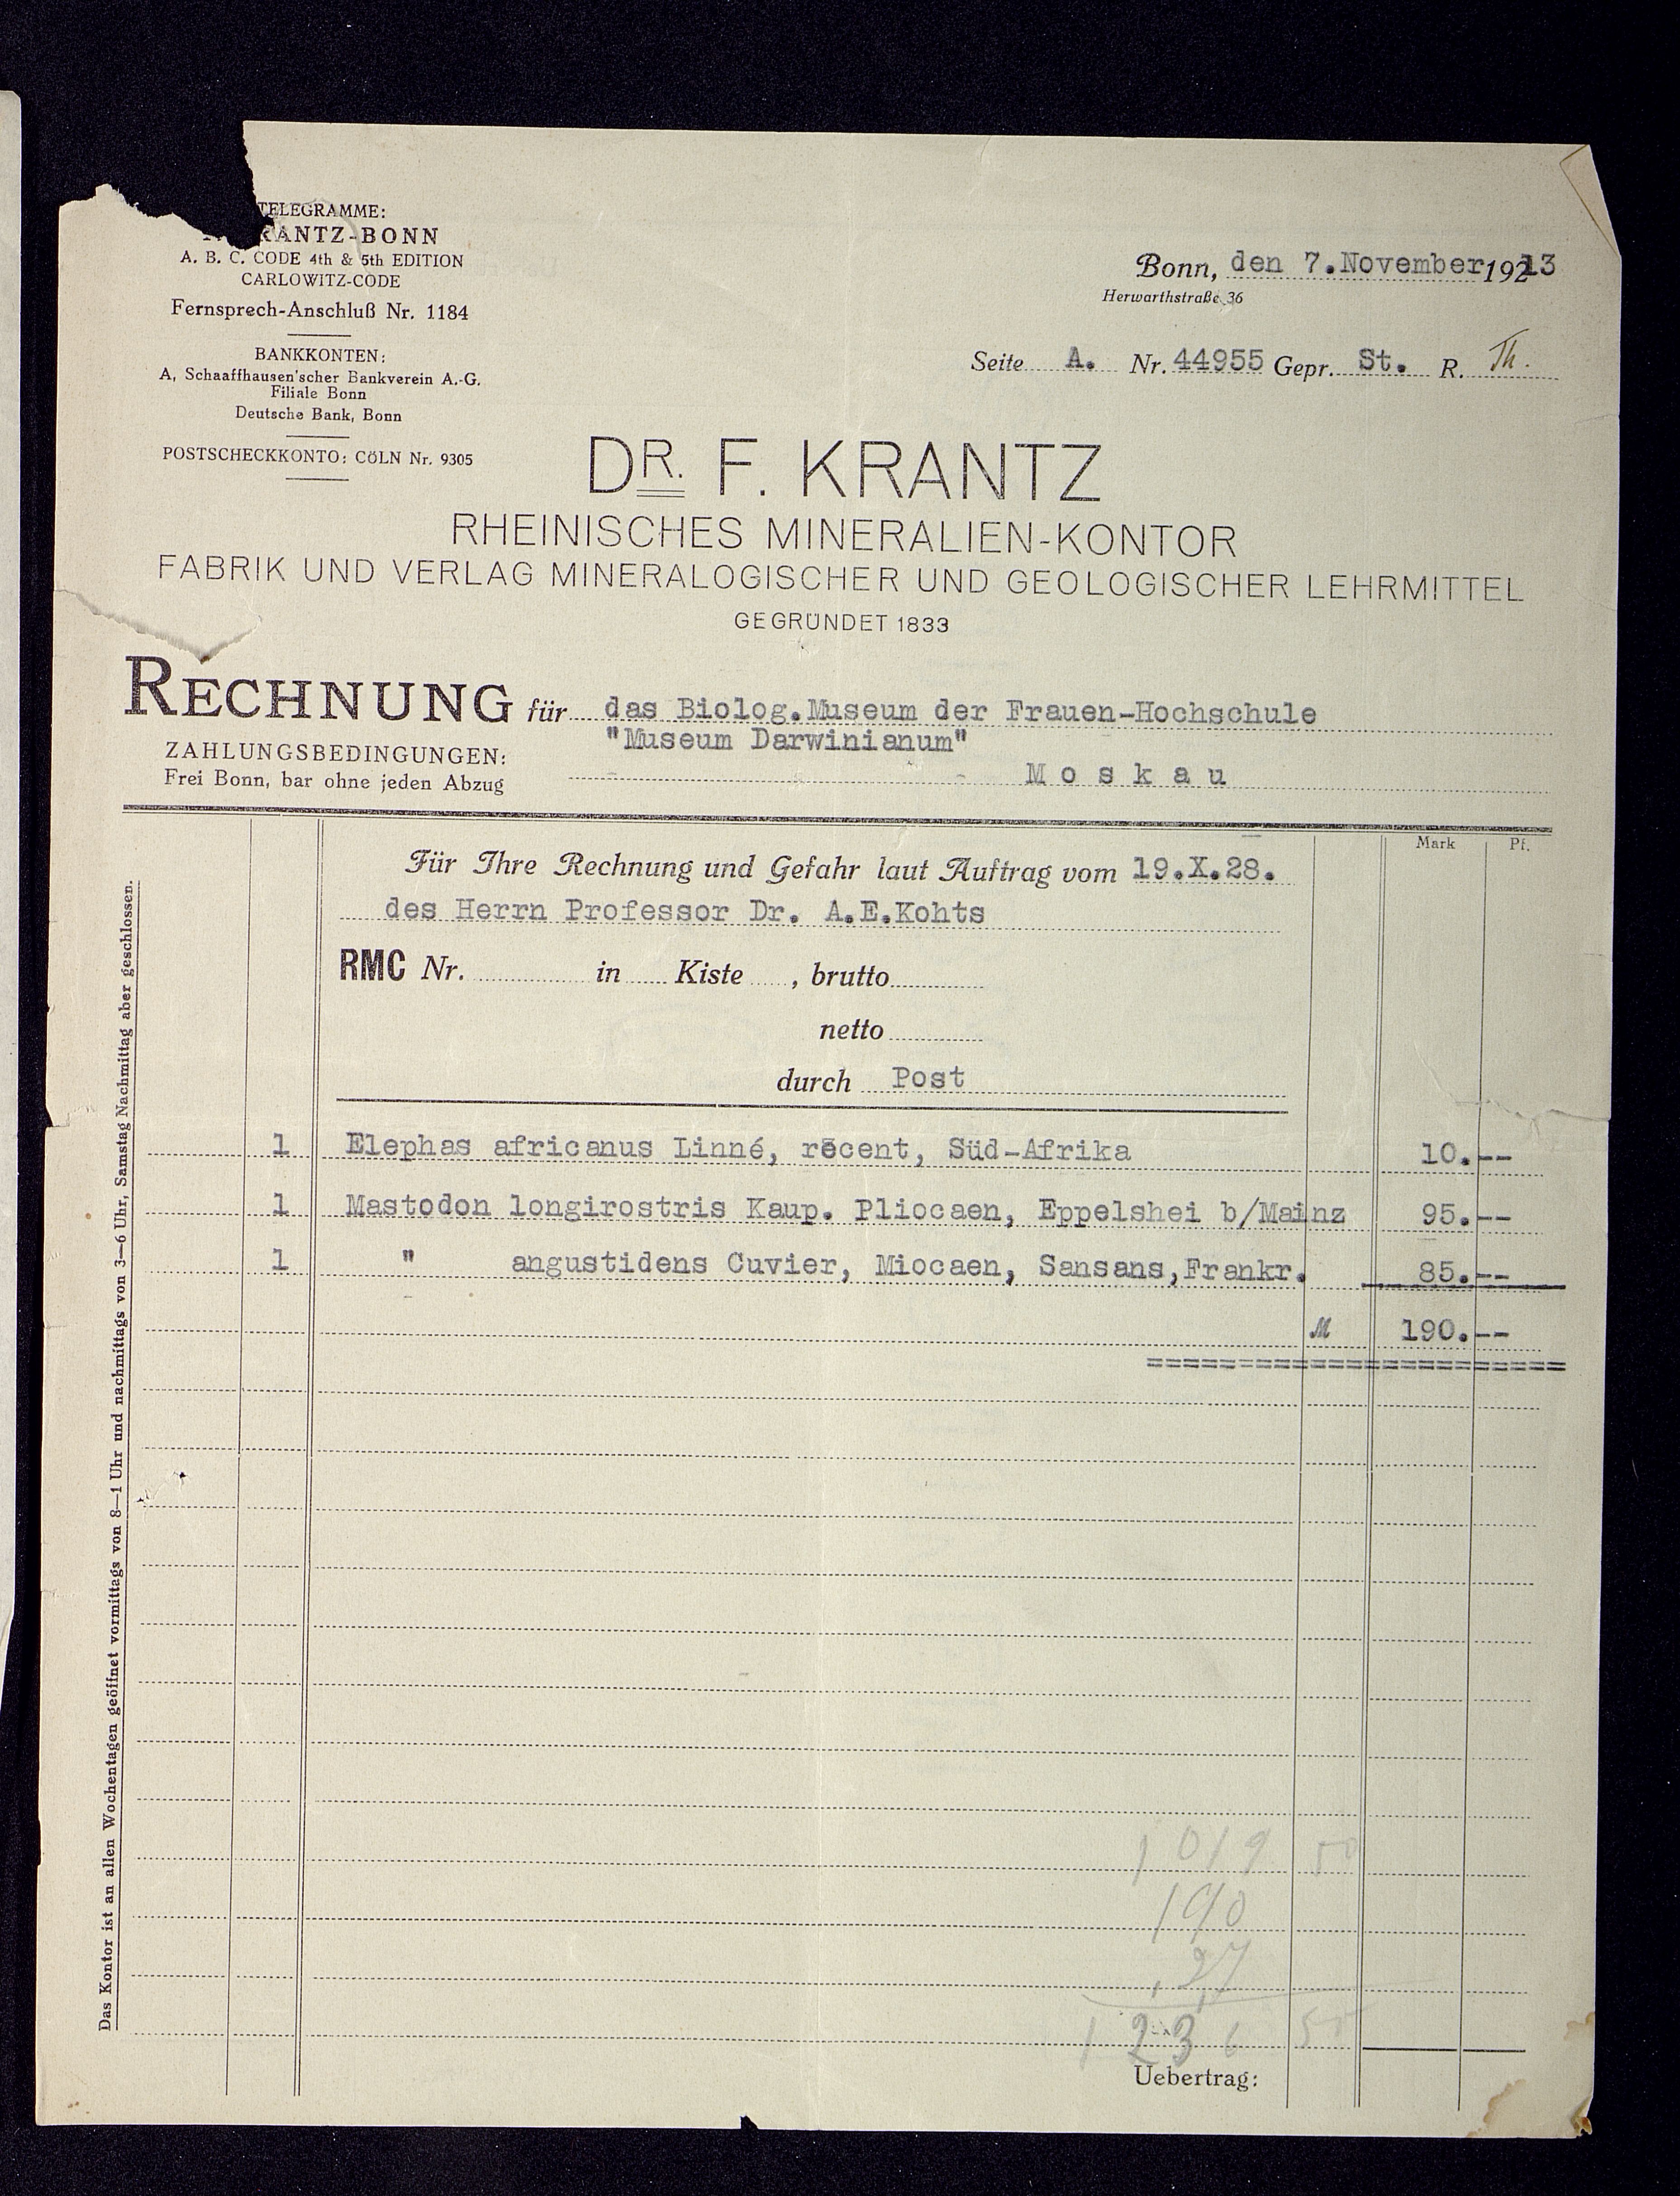 TELEGRAMME:
KRANTZ-BONN
A. B. C. CODE 4th & 5th EDITION
CARLOWITZ-CODE
Fernsprech-Anschluß Nr. 1184
BANKKONTEN:
A, Schaaffhausen'scher Bankverein A.-G.
Filiale Bonn
Deutsche Bank, Bonn
POSTSCHECKKONTO: CöLN Nr. 9305
Bonn, den 7.November
Herwarthstraße 36
Seite A. Nr. 44955 Gepr. St. R. Th.
DR. F. KRANTZ
RHEINISCHES MINERALIEN-KONTOR
FABRIK UND VERLAG MINERALOGISCHER UND GEOLOGISCHER LEHRMITTEL
GEGRÜNDET 1833
RECHNUNG für das Biolog.Museum der Frauen-Hochschule
"Museum Darwinianum"
Moskau
ZAHLUNGSBEDINGUNGEN:
Frei Bonn, bar ohne jeden Abzug
Mark Pf.
Für Ihre Rechnung und Gefahr laut Auftrag vom 19.X.28.
des Herrn Professor Dr. A.E.Kohts
RMC Nr. in Kiste , brutto
netto
durch Post
1 Elephas africanus Linné, recent, Süd-Afrika 10.--
1 Mastodon longirostris Kaup. Pliocaen, Eppelshei b/Mainz 95.--
1 " angustidens Cuvier, Miocaen, Sansans,Frankr. 85.--
M 190.--
1019 50
190
27
1236 50
Uebertrag:
Das Kontor ist an allen Wochentagen geöffnet vormittags von 8—1 Uhr und nachmittags von 3—6 Uhr, Samstag Nachmittag aber geschlossen.